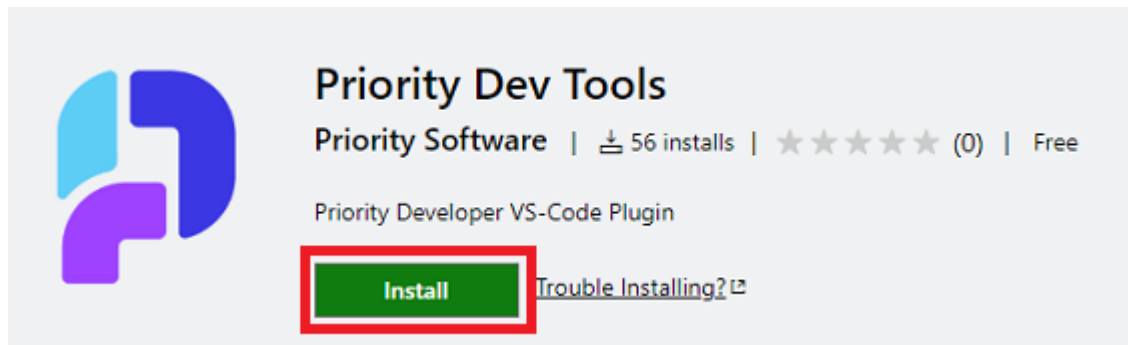 Priority Dev Tools
Priority Software | 56 installs | (0) | Free
Priority Developer VS-Code Plugin
Install Trouble Installing?